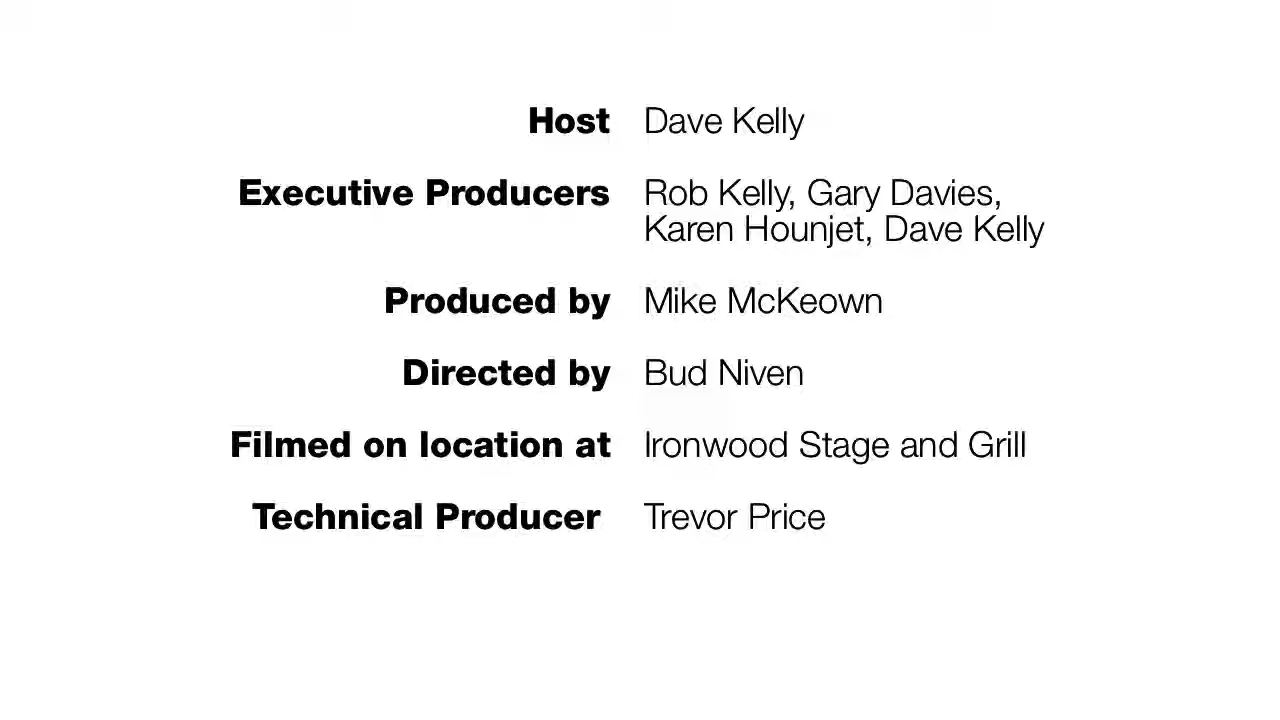 Host Dave Kelly
Executive Producers Rob Kelly, Gary Davies,
Karen Hounjet, Dave Kelly
Produced by Mike McKeown
Directed by Bud Niven
Filmed on location at Ironwood Stage and Grill
Technical Producer Trevor Price